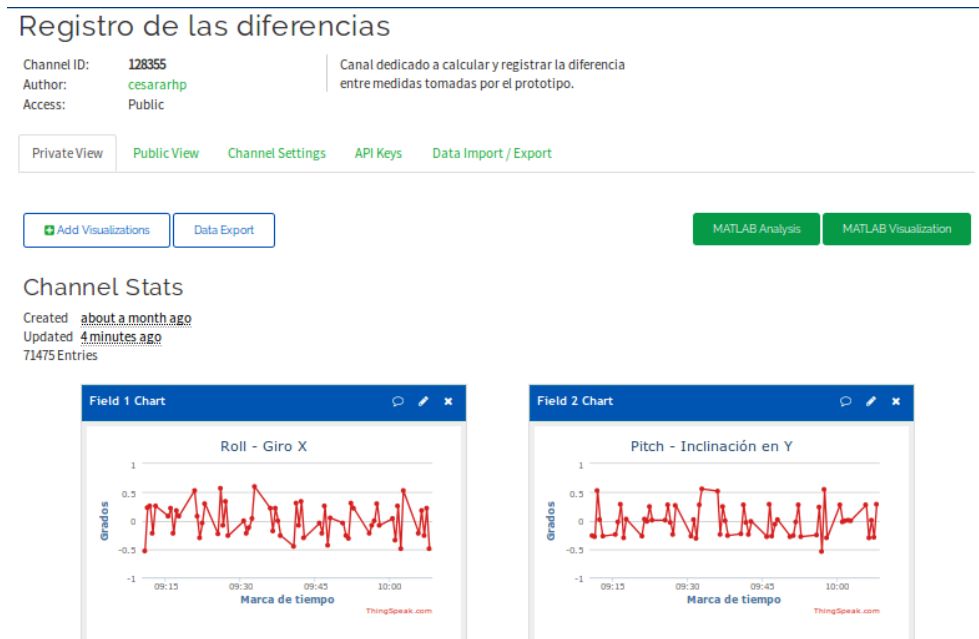 Registro de las diferencias
Channel ID: 128355
Author: cesararhp
Access: Public
Canal dedicado a calcular y registrar la diferencia
entre medidas tomadas por el prototipo.
Private View Public View Channel Settings API Keys Data Import / Export
Add Visualizations Data Export MATLAB Analysis MATLAB Visualization
Channel Stats
Created about a month ago
Updated 4 minutes ago
71475 Entries
Field 1 Chart
Roll - Giro X
Grados
1
0.5
0
-0.5
-1
09:15 09:30 09:45 10:00
Marca de tiempo
ThingSpeak.com
Field 2 Chart
Pitch - Inclinación en Y
Grados
1
0.5
0
-0.5
-1
09:15 09:30 09:45 10:00
Marca de tiempo
ThingSpeak.com